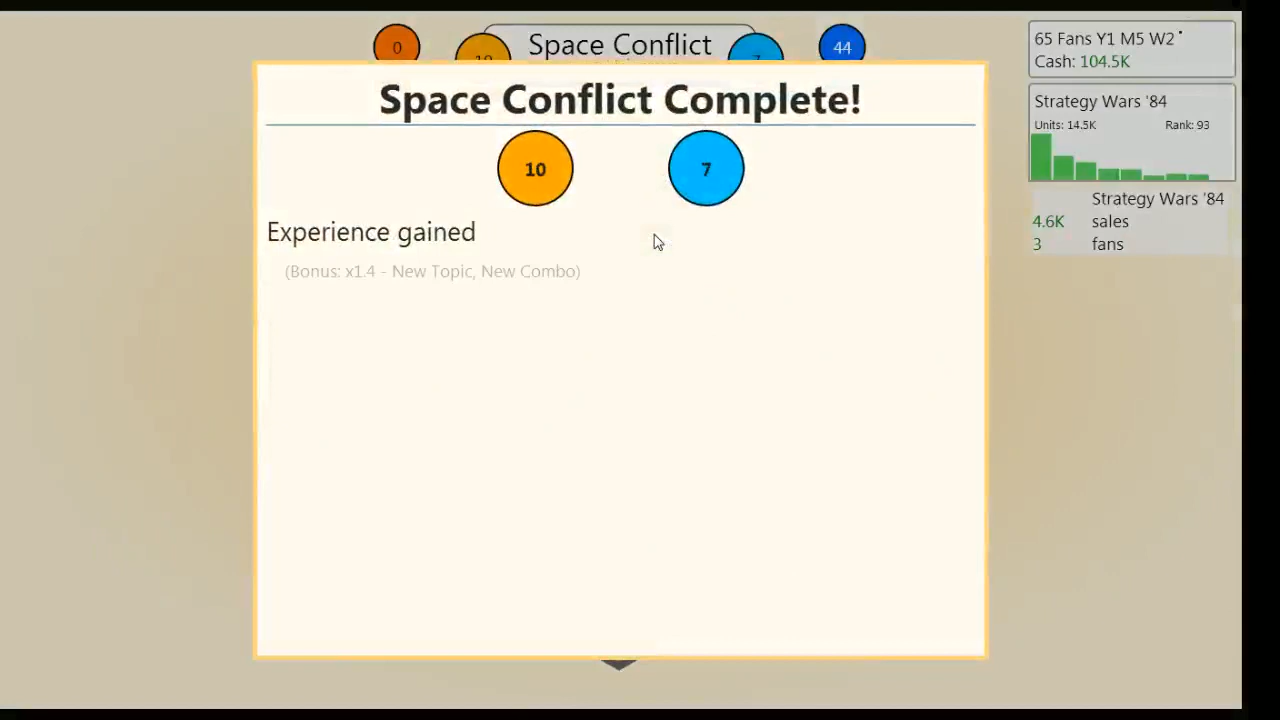 0
Space Conflict
44
Space Conflict Complete!
10
7
Experience gained
(Bonus: x1.4 - New Topic, New Combo)
65 Fans Y1 M5 W2
Cash: 104.5K
Strategy Wars '84
Units: 14.5K
Rank: 93
Strategy Wars '84
4.6K sales
3 fans